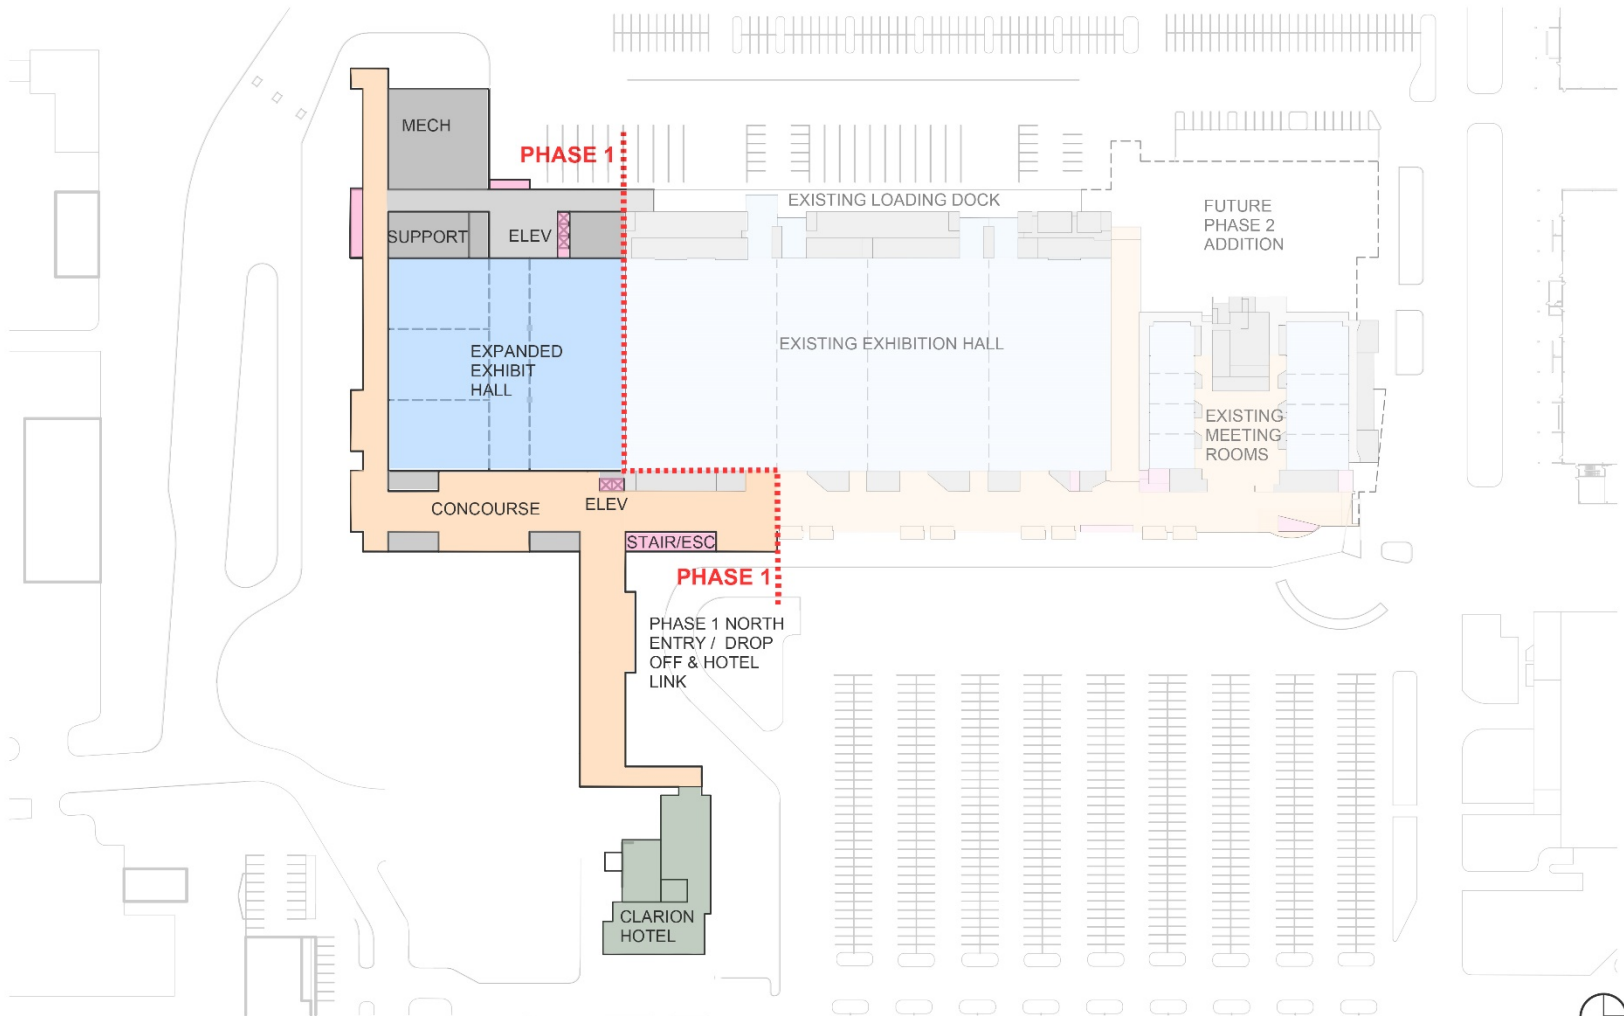 MECH
PHASE 1
EXISTING LOADING DOCK
FUTURE
PHASE 2
ADDITION
SUPPORT
ELEV
EXPANDED
EXHIBIT
HALL
EXISTING EXHIBITION HALL
EXISTING
MEETING
ROOMS
CONCOURSE
ELEV
STAIR/ESC
PHASE 1
PHASE 1 NORTH
ENTRY / DROP
OFF & HOTEL
LINK
CLARION
HOTEL